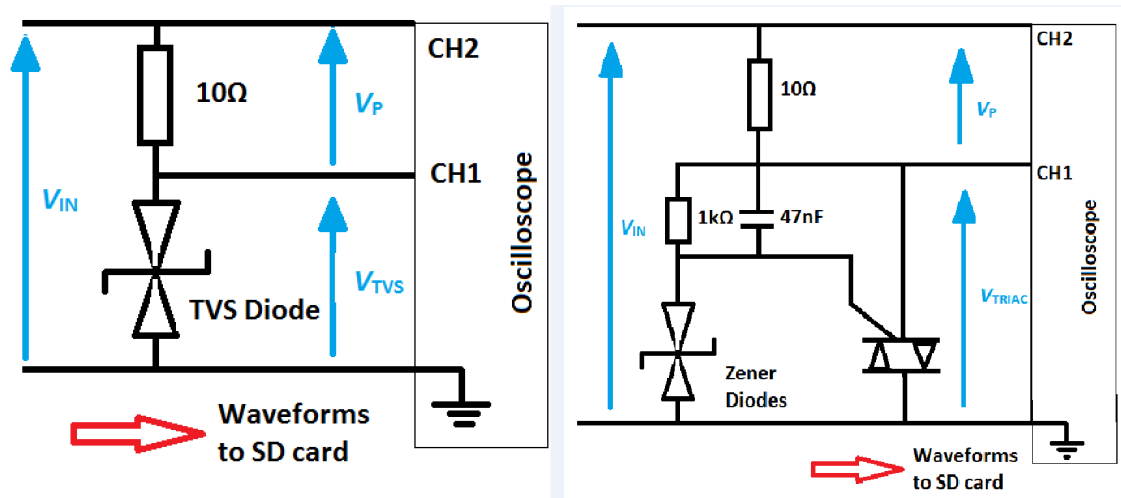 CH2
10Ω
VP
CH1
VIN
VTVS
TVS Diode
Oscilloscope
Waveforms
to SD card
CH2
10Ω
VP
CH1
1kΩ
47nF
VIN
VTRIAC
Oscilloscope
Zener
Diodes
Waveforms
to SD card